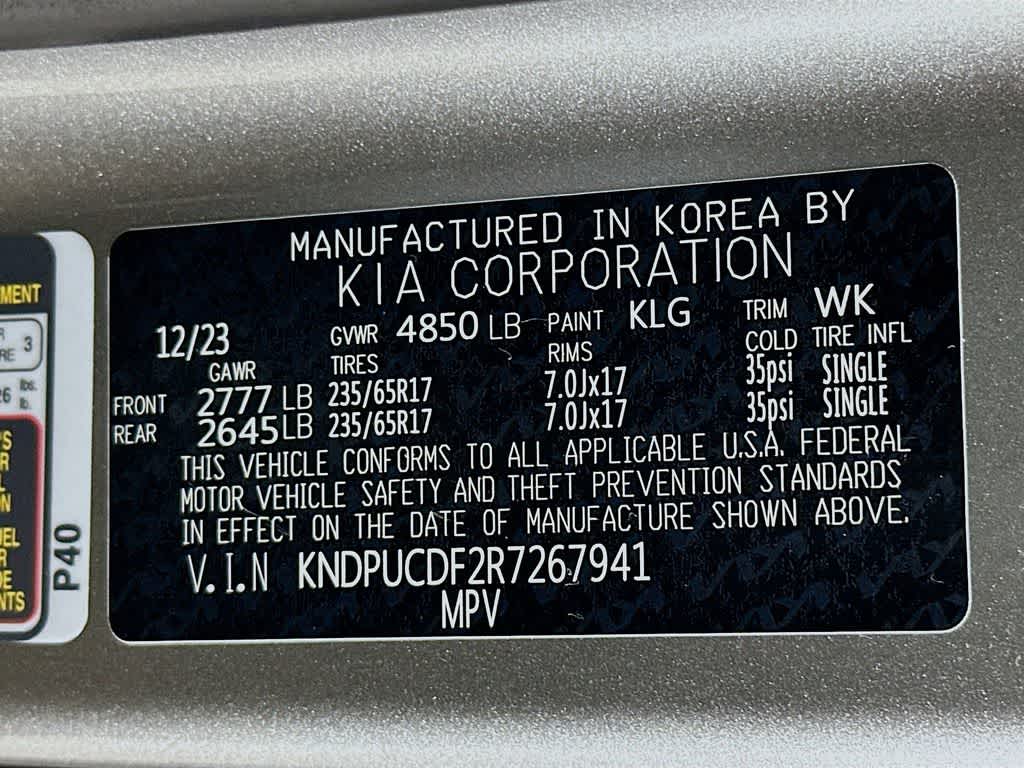 MANUFACTURED IN KOREA BY
KIA CORPORATION
12/23 GVWR 4850 LB PAINT KLG TRIM WK
GAWR TIRES RIMS COLD TIRE INFL
FRONT 2777 LB 235/65R17 7.0Jx17 35psi SINGLE
REAR 2645 LB 235/65R17 7.0Jx17 35psi SINGLE
THIS VEHICLE CONFORMS TO ALL APPLICABLE U.S.A. FEDERAL
MOTOR VEHICLE SAFETY AND THEFT PREVENTION STANDARDS
IN EFFECT ON THE DATE OF MANUFACTURE SHOWN ABOVE.
V.I.N KNDPUCDF2R7267941
MPV
P40
3
lbs.
lb.